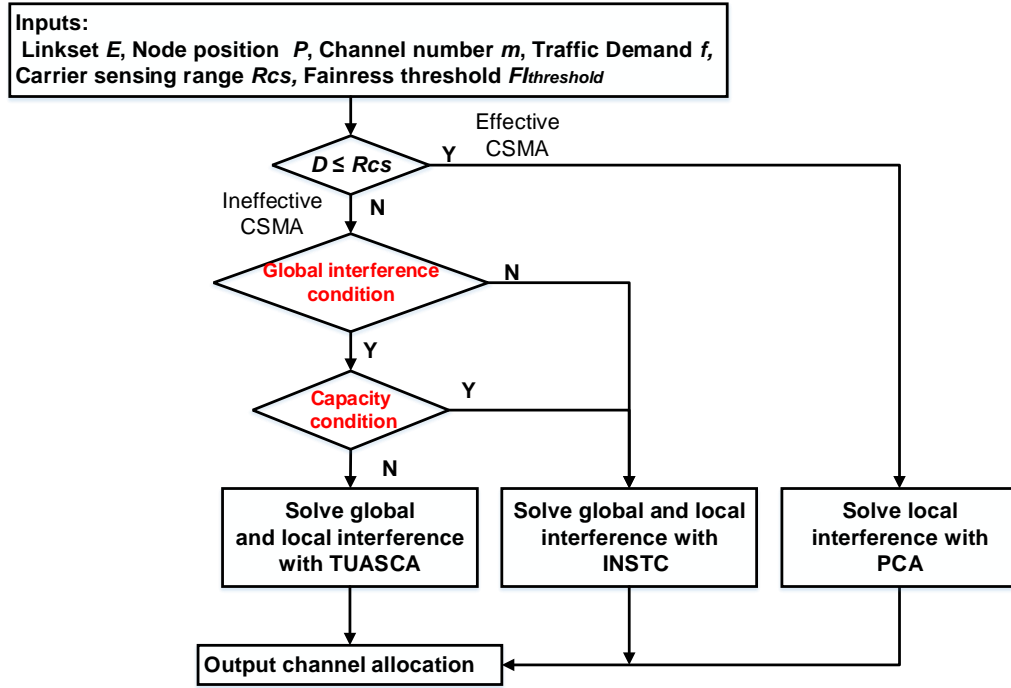 Inputs:
Linkset E, Node position P, Channel number m, Traffic Demand f,
Carrier sensing range Rcs, Fainress threshold FIthreshold
Effective
CSMA
D ≤ Rcs
Y
Ineffective
CSMA
N
Global interference
condition
N
Y
Capacity
condition
Y
N
Solve global
and local interference
with TUASCA
Solve global and local
interference with
INSTC
Solve local
interference with
PCA
Output channel allocation